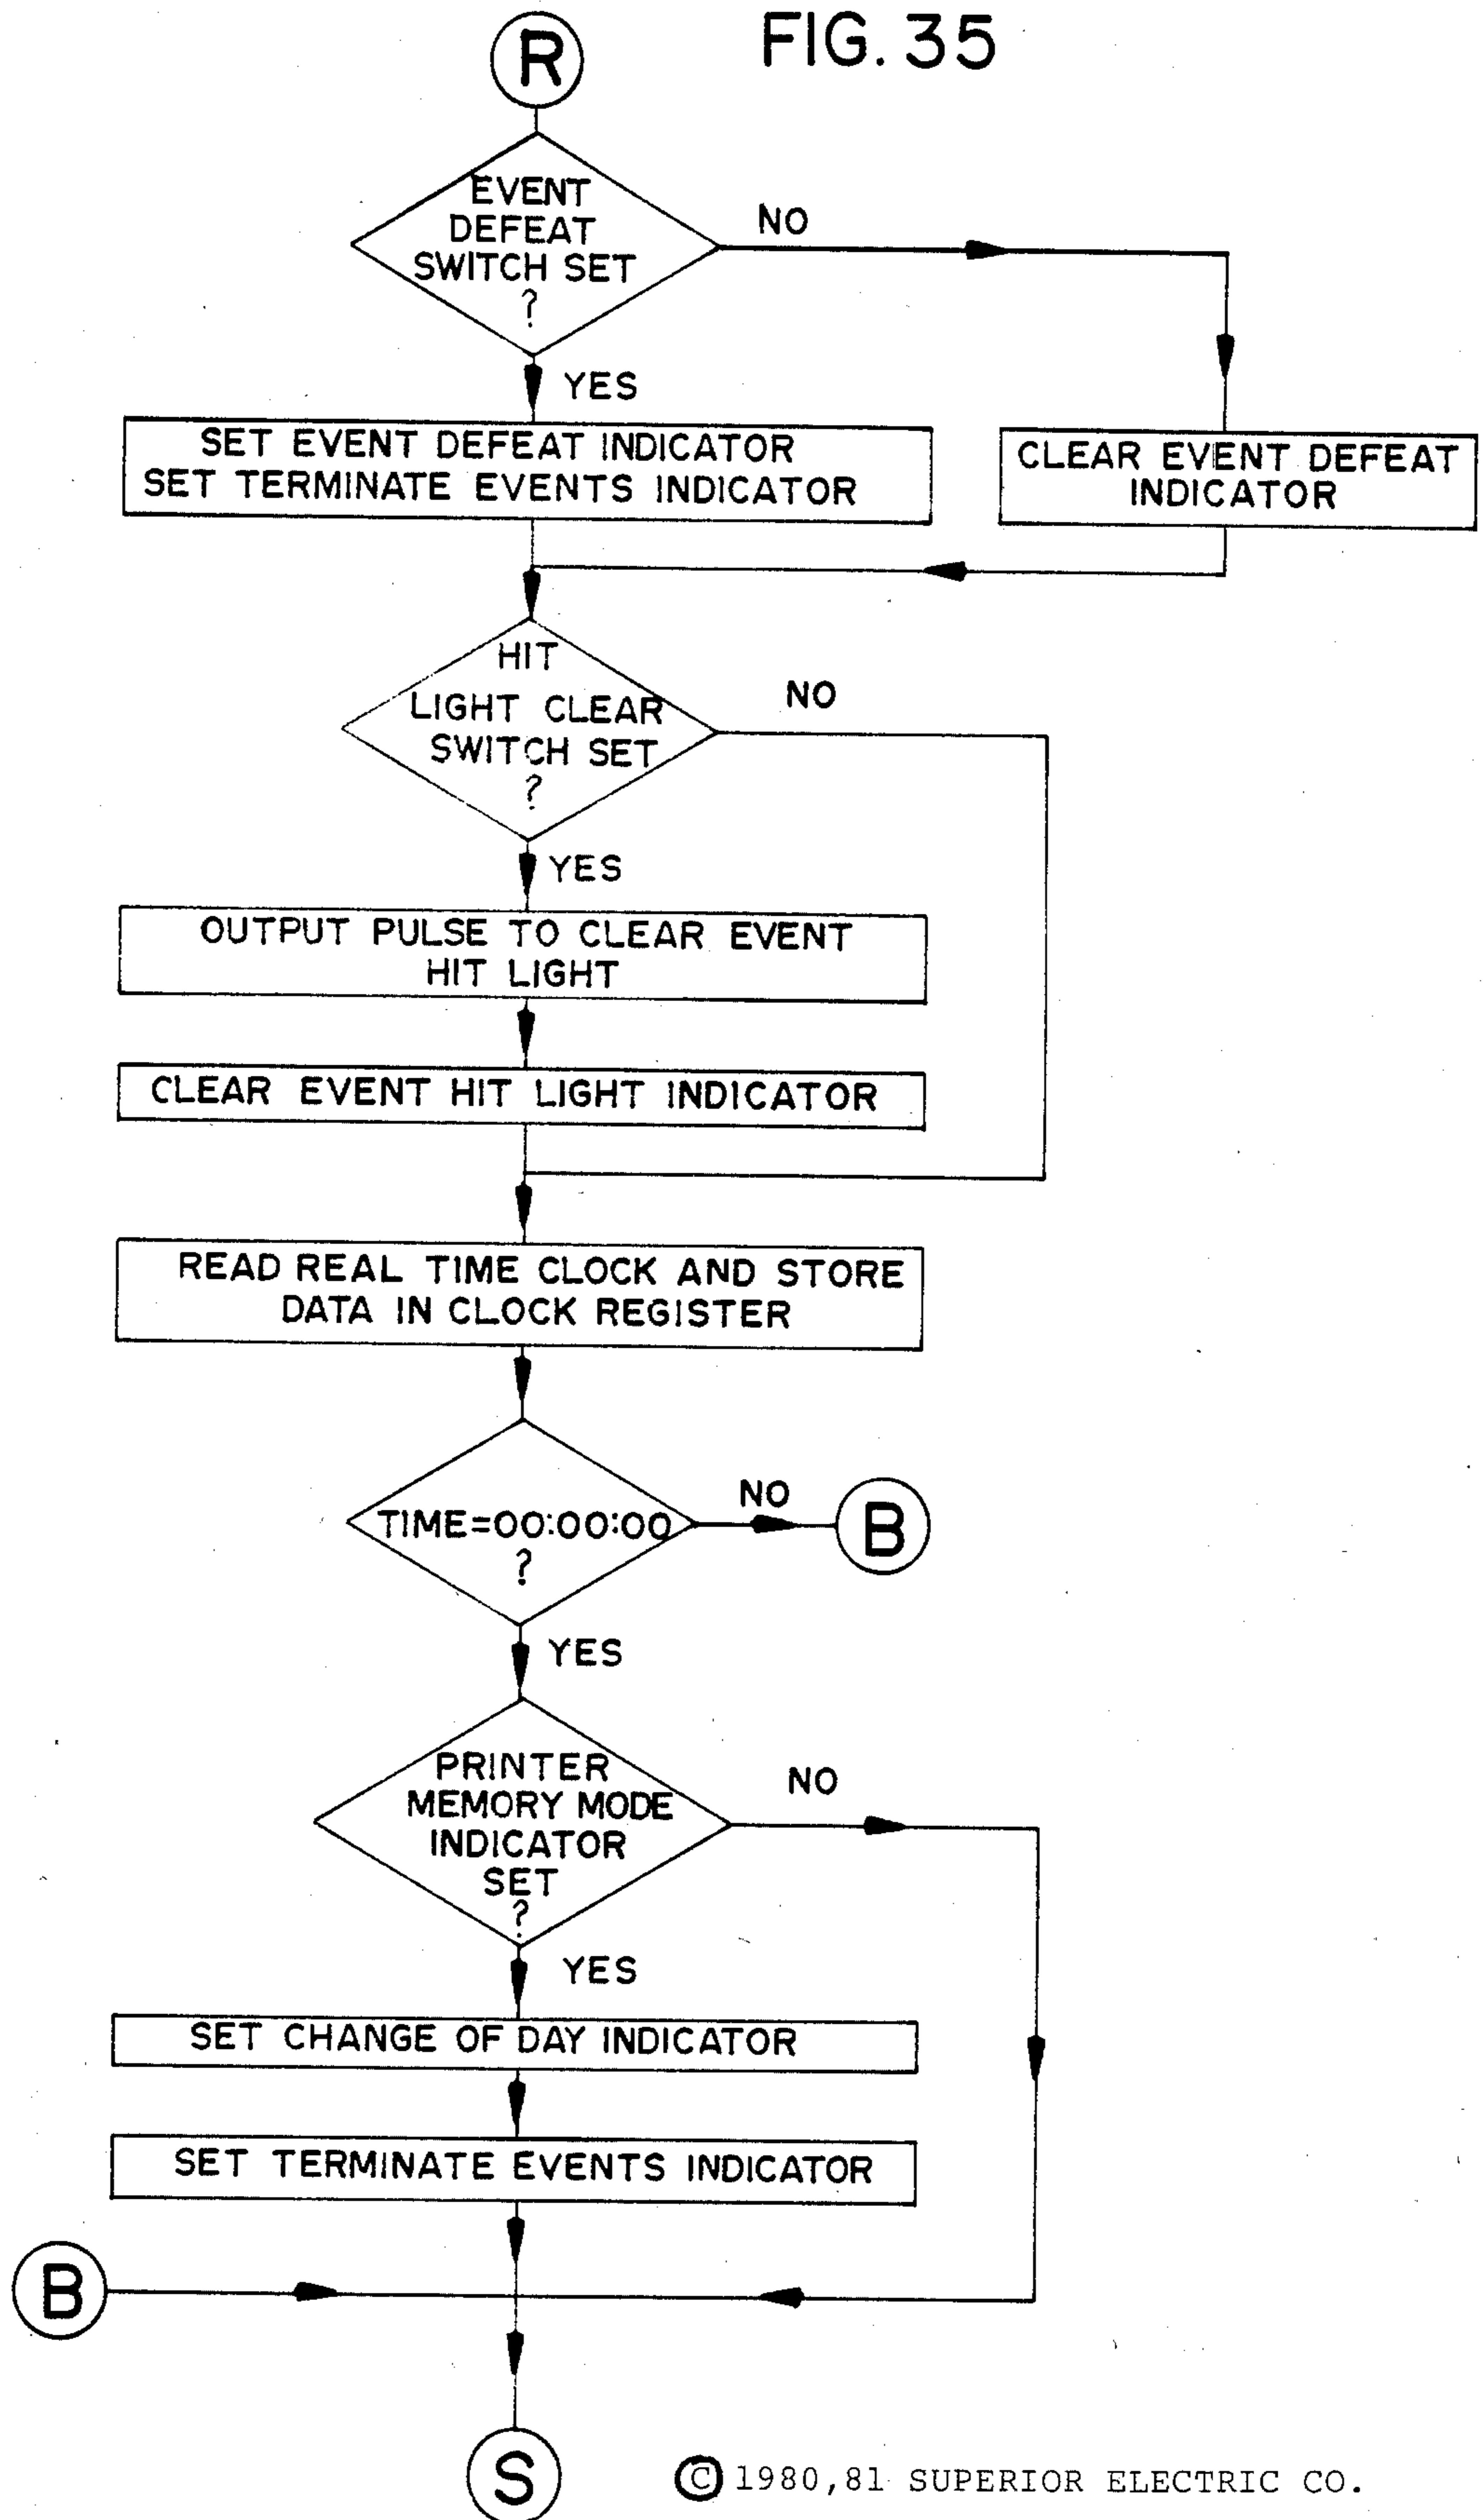 FIG. 35
R
EVENT
DEFEAT
SWITCH SET
?
NO
YES
SET EVENT DEFEAT INDICATOR
SET TERMINATE EVENTS INDICATOR
CLEAR EVENT DEFEAT
INDICATOR
HIT
LIGHT CLEAR
SWITCH SET
?
NO
YES
OUTPUT PULSE TO CLEAR EVENT
HIT LIGHT
CLEAR EVENT HIT LIGHT INDICATOR
READ REAL TIME CLOCK AND STORE
DATA IN CLOCK REGISTER
TIME=00:00:00
?
NO
B
YES
PRINTER
MEMORY MODE
INDICATOR
SET
?
NO
YES
SET CHANGE OF DAY INDICATOR
SET TERMINATE EVENTS INDICATOR
B
S
© 1980,81 SUPERIOR ELECTRIC CO.